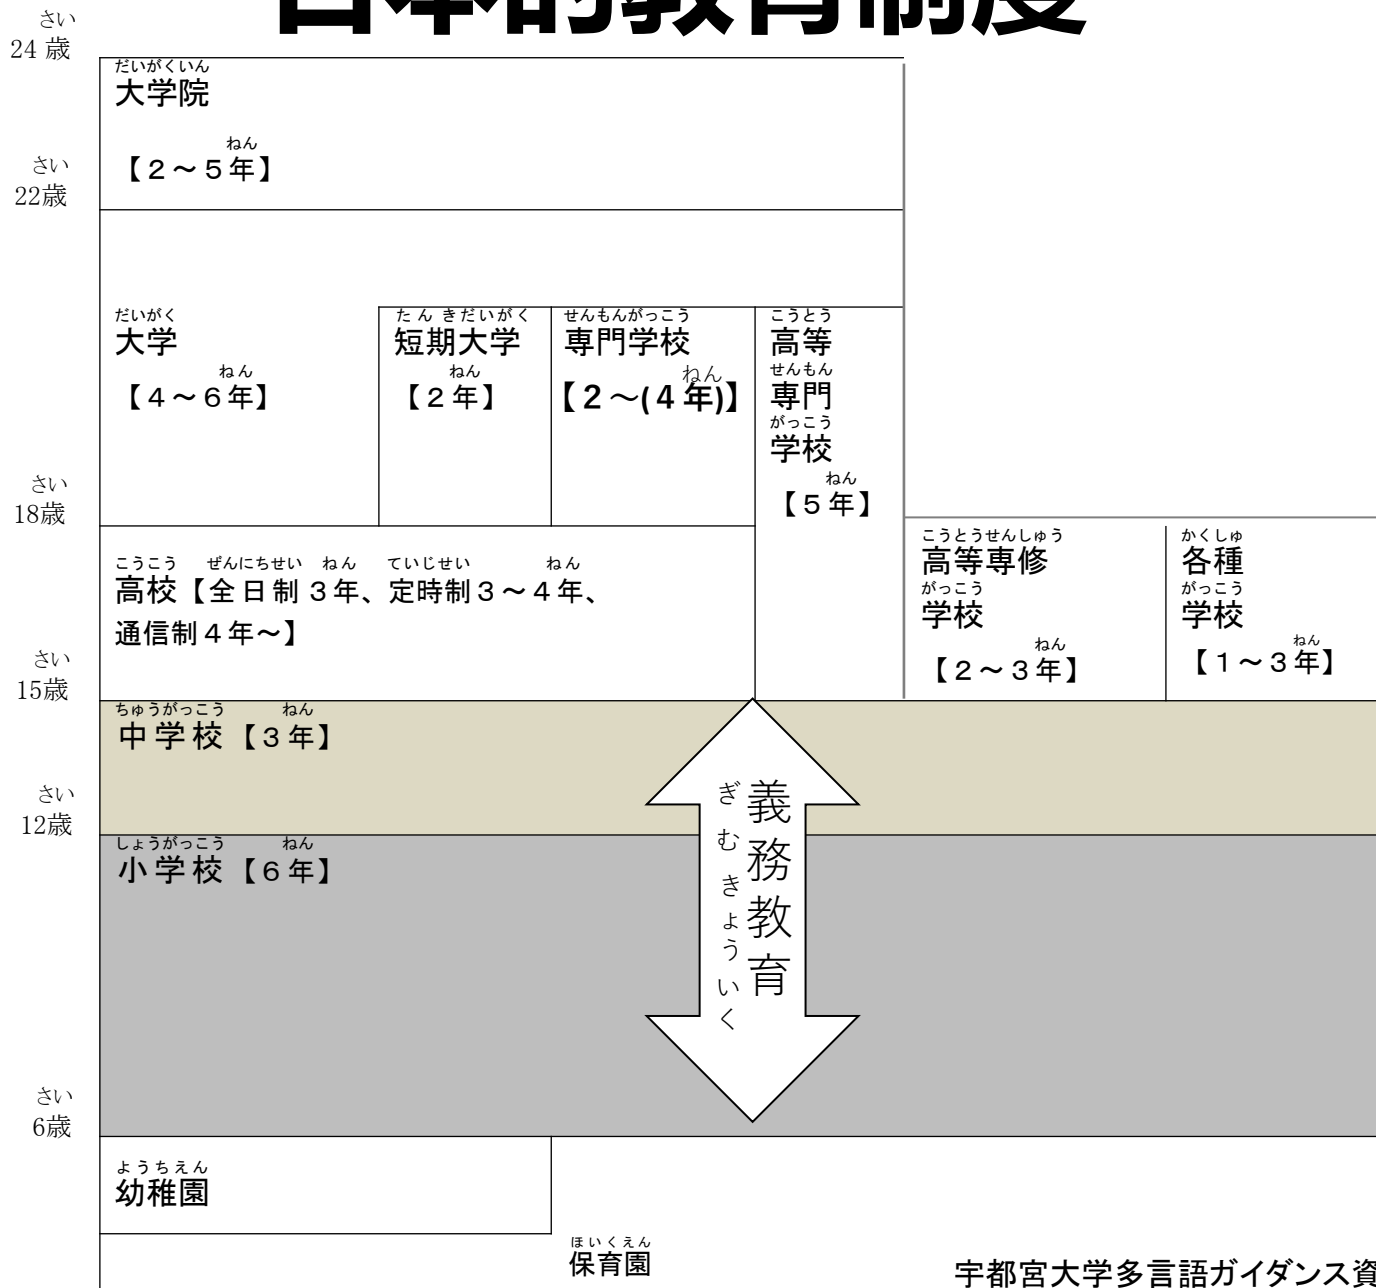 日本的教育制度
さい
24 歳
だいがくいん
大学院
ねん
【２～５年】
さい
22歳
だいがく
大学
ねん
【４～６年】
たんきだいがく
短期大学
ねん
【２年】
せんもんがっこう
専門学校
ねん
【２～(４年)】
こうとう
高等
せんもん
専門
がっこう
学校
ねん
【５年】
さい
18歳
こうこう ぜんにちせい ねん ていじせい ねん
高校【全日制３年、定時制３～４年、
通信制４年～】
こうとうせんしゅう
高等専修
がっこう
学校
ねん
【２～３年】
かくしゅ
各種
がっこう
学校
ねん
【１～３年】
さい
15歳
ちゅうがっこう ねん
中学校【３年】
さい
12歳
しょうがっこう ねん
小学校【６年】
義務教育
ぎむきょういく
さい
6歳
ようちえん
幼稚園
ほいくえん
保育園
宇都宮大学多言語ガイダンス資